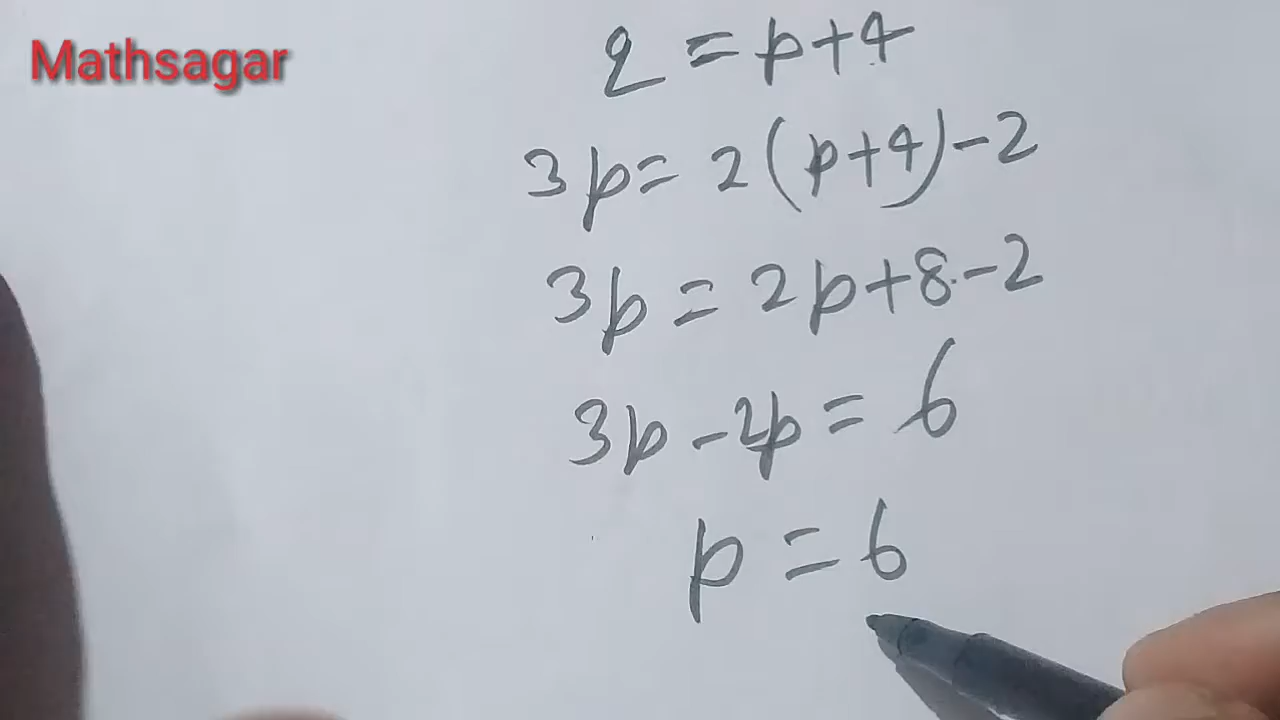 Mathsagar
q = p+4
3p = 2(p+4)-2
3p = 2p+8-2
3p - 2p = 6
p = 6